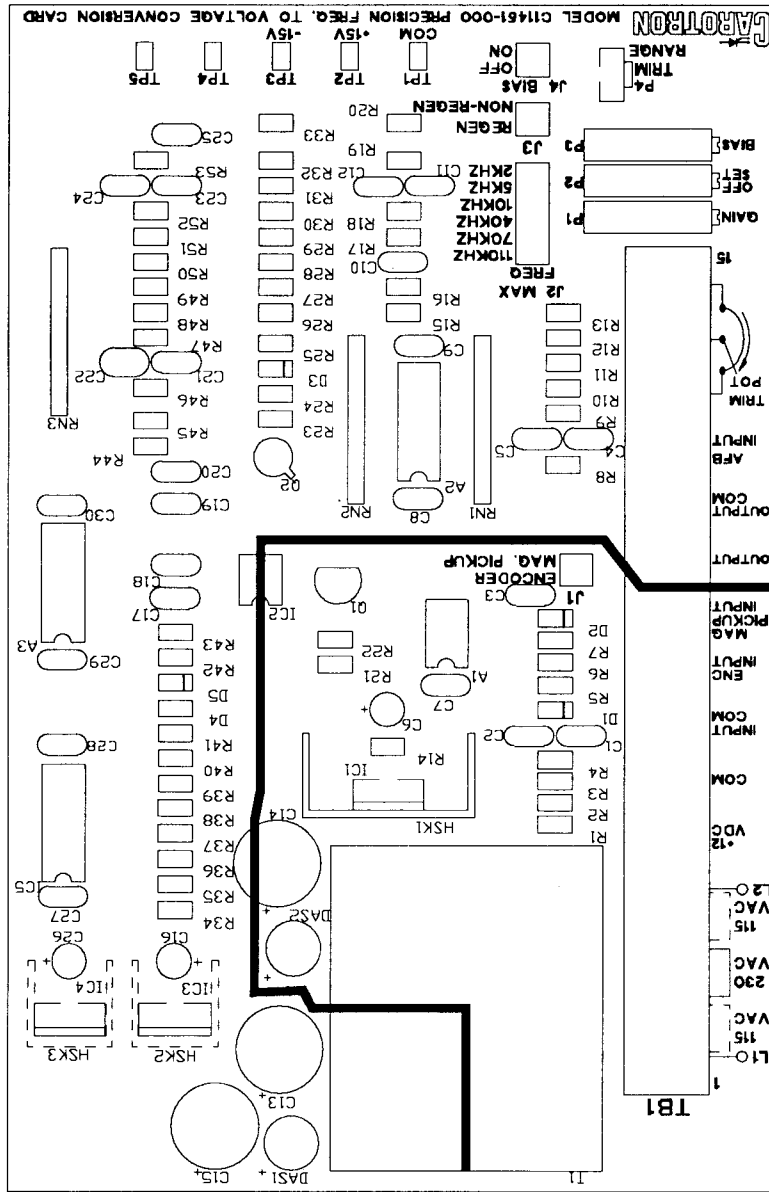 TB1
1
L1
115
VAC
230
VAC
115
VAC
L2
+12
VDC
COM
INPUT
COM
ENC
INPUT
MAG.
PICKUP
INPUT
OUTPUT
OUTPUT
COM
AFB
INPUT
TRIM
POT
15
T1
DAS1
C15
C13
HSK2
HSK3
IC3
IC4
C16
C26
DAS2
C14
C27
IC5
R34
R35
R36
R37
R38
R39
R40
R41
D4
D5
R42
R43
C28
C29
A3
C17
C18
C19
C20
C30
R1
R2
R3
R4
C1
C2
D1
R5
R6
R7
D2
C3
HSK1
IC1
R14
C6
C7
A1
R21
R22
Q1
IC2
J1
ENCODER
MAG. PICKUP
R8
C4
C5
R9
R10
R11
R12
R13
RN1
C8
A2
RN2
Q2
C9
R23
R24
D3
R25
R26
R27
R28
R29
R30
R31
R32
R33
R15
R16
C10
R17
R18
C11
C12
R19
R20
R44
R45
R46
C21
C22
R47
R48
R49
R50
R51
R52
C23
C24
R53
C25
RN3
J2 MAX
FREQ
110KHZ
70KHZ
40KHZ
10KHZ
5KHZ
2KHZ
J3
REGEN
NON-REGEN
J4 BIAS
OFF
ON
GAIN
P1
OFF
SET
P2
BIAS
P3
P4
TRIM
RANGE
TP1
COM
TP2
+15V
TP3
-15V
TP4
TP5
CAROTRON
MODEL C11461-000 PRECISION FREQ. TO VOLTAGE CONVERSION CARD